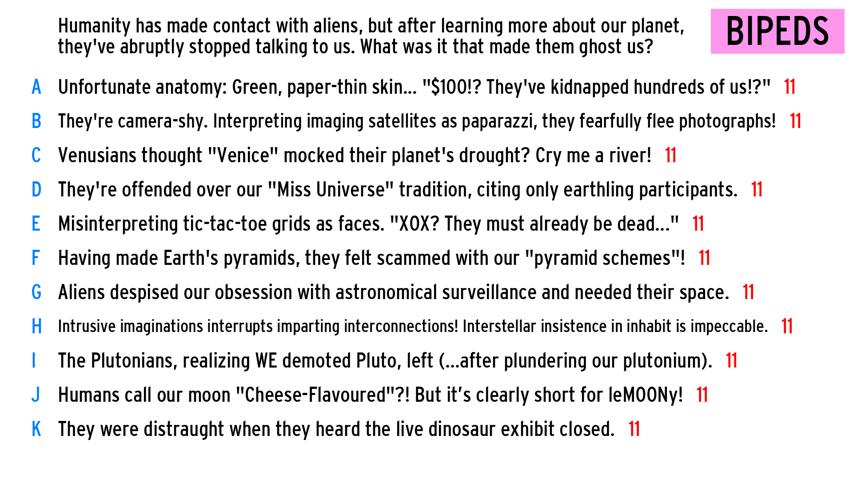 Humanity has made contact with aliens, but after learning more about our planet,
they've abruptly stopped talking to us. What was it that made them ghost us?
BIPEDS
A Unfortunate anatomy: Green, paper-thin skin... "$100!? They've kidnapped hundreds of us!?" 11
B They're camera-shy. Interpreting imaging satellites as paparazzi, they fearfully flee photographs! 11
C Venusians thought "Venice" mocked their planet's drought? Cry me a river! 11
D They're offended over our "Miss Universe" tradition, citing only earthling participants. 11
E Misinterpreting tic-tac-toe grids as faces. "XOX? They must already be dead..." 11
F Having made Earth's pyramids, they felt scammed with our "pyramid schemes"! 11
G Aliens despised our obsession with astronomical surveillance and needed their space. 11
H Intrusive imaginations interrupts imparting interconnections! Interstellar insistence in inhabit is impeccable. 11
I The Plutonians, realizing WE demoted Pluto, left (...after plundering our plutonium). 11
J Humans call our moon "Cheese-Flavoured"?! But it’s clearly short for leMOONy! 11
K They were distraught when they heard the live dinosaur exhibit closed. 11